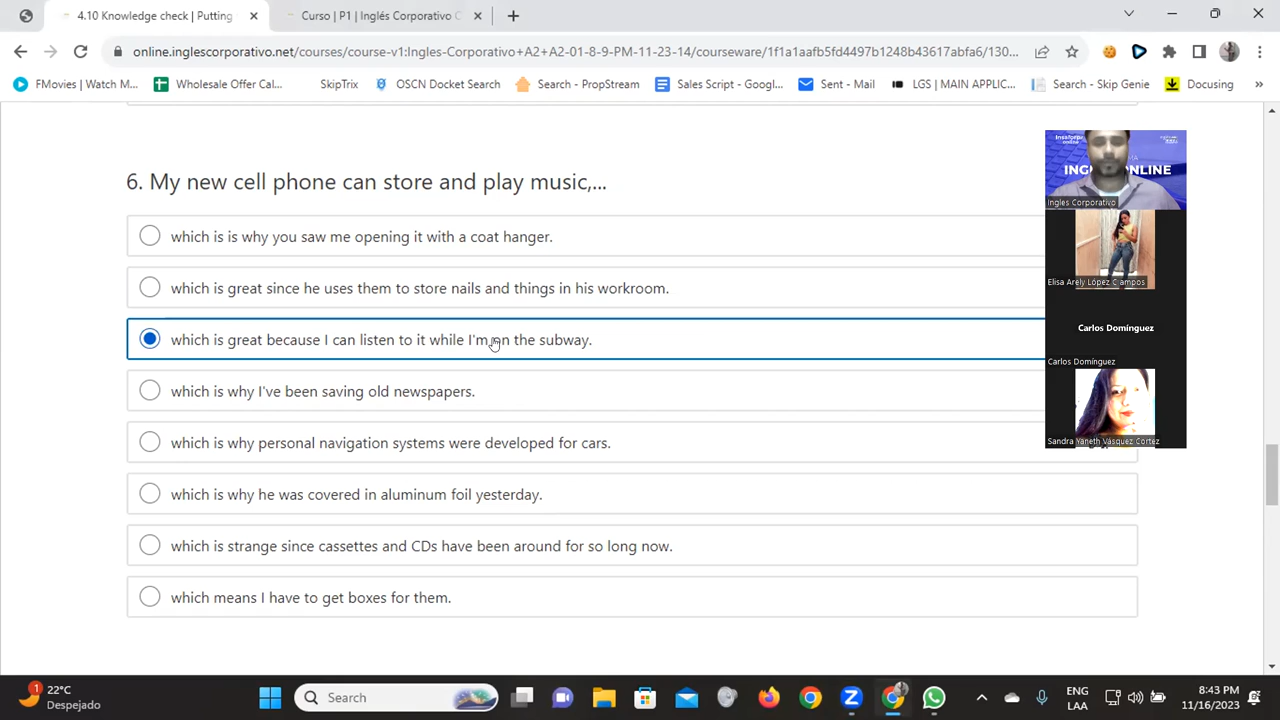 4.10 Knowledge check | Putting
Curso | P1 | Inglés Corporativo C
online.inglescorporativo.net/courses/course-v1:Ingles-Corporativo+A2+A2-01-8-9-PM-11-23-14/courseware/1f1a1aafb5fd4497b1248b43617abfa6/130...
FMovies | Watch M...
Wholesale Offer Cal...
SkipTrix
OSCN Docket Search
Search - PropStream
Sales Script - Googl...
Sent - Mail
LGS | MAIN APPLIC...
Search - Skip Genie
Docusing
»
6. My new cell phone can store and play music,...
which is is why you saw me opening it with a coat hanger.
which is great since he uses them to store nails and things in his workroom.
which is great because I can listen to it while I'm on the subway.
which is why I've been saving old newspapers.
which is why personal navigation systems were developed for cars.
which is why he was covered in aluminum foil yesterday.
which is strange since cassettes and CDs have been around for so long now.
which means I have to get boxes for them.
Ingles Corporativo
Elisa Arely López Ciampos
Carlos Domínguez
Carlos Domínguez
Sandra Yaneth Vásquez Cortez
1
22°C
Despejado
Search
ENG
LAA
8:43 PM
11/16/2023